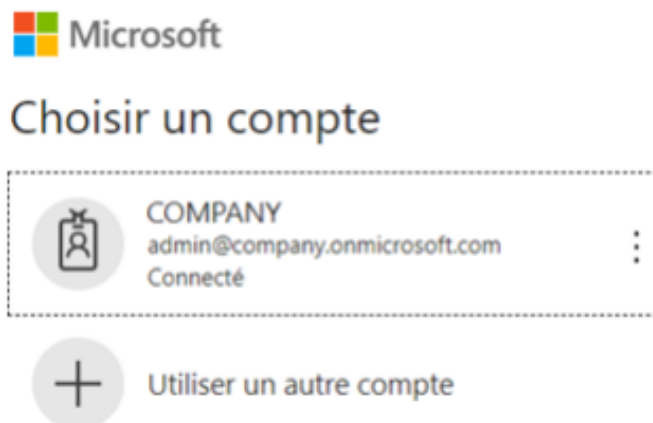 Microsoft
Choisir un compte
COMPANY
admin@company.onmicrosoft.com
Connecté
Utiliser un autre compte